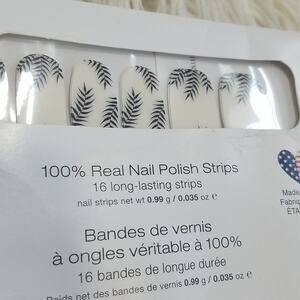 100% Real Nail Polish Strips
16 long-lasting strips
nail strips net wt 0.99 g / 0.035 oz e
Made
Fabriq
ÉTA
Bandes de vernis
à ongles véritable à 100%
16 bandes de longue durée
Poids net des bandes de vernis 0.99 g / 0.035 oz e